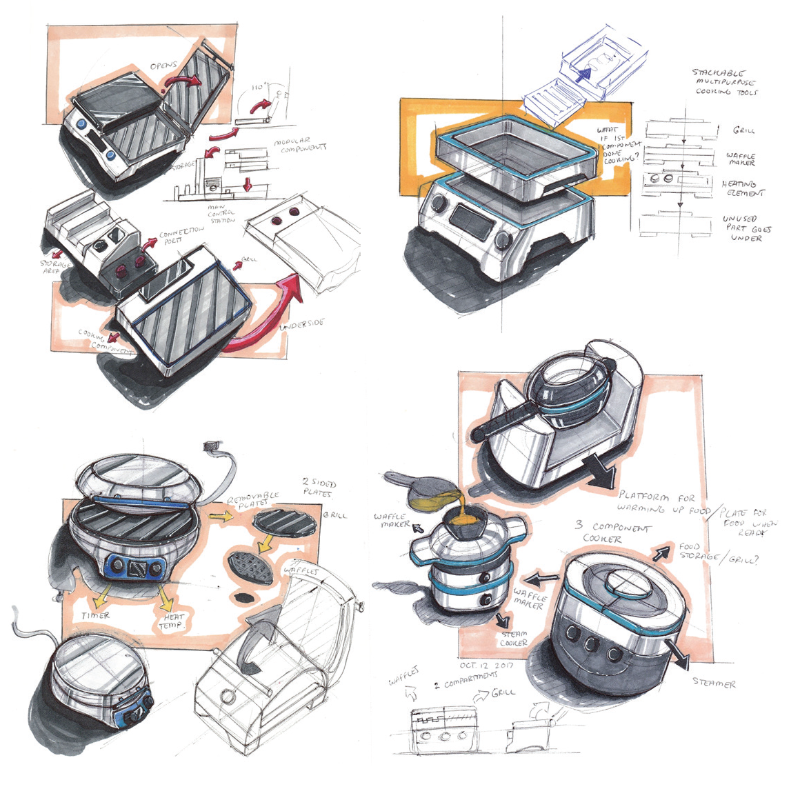 OPENS
110°
MODULAR
COMPONENT
STORAGE
MAIN
CONTROL
STATION
CONNECTION
PORTS
STORAGE
AREA
GRILL
COOKING
COMPONENT
UNDERSIDE
STACKABLE
MULTIPURPOSE
COOKING TOOLS
WHAT
IF 1ST
COMPONENT
DONE
COOKING?
GRILL
WAFFLE
MAKER
HEATING
ELEMENT
UNUSED
PART GOES
UNDER
2 SIDED
PLATES
REMOVABLE
PLATES
GRILL
WAFFLES
TIMER
HEAT
TEMP.
PLATFORM FOR
WARMING UP FOOD/PLATE FOR
FOOD WHEN
READY
WAFFLE
MAKER
3 COMPONENT
COOKER
FOOD
STORAGE/GRILL?
WAFFLE
MAKER
STEAM
COOKER
STEAMER
OCT. 12 2017
WAFFLES
2 COMPARTMENT
GRILL